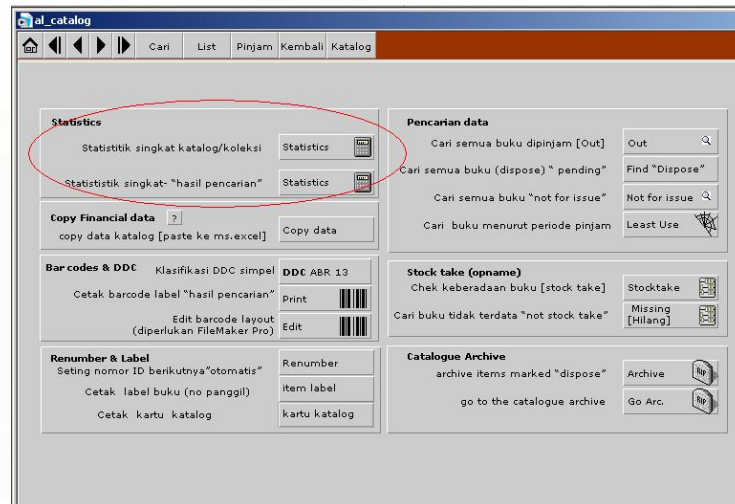 al_catalog
Cari List Pinjam Kembali Katalog
Statistics
Statistitik singkat katalog/koleksi Statistics
Statististik singkat- "hasil pencarian" Statistics
Copy Financial data ?
copy data katalog [paste ke ms.excel] Copy data
Bar codes & DDC Klasifikasi DDC simpel DDC ABR 13
Cetak barcode label "hasil pencarian" Print
Edit barcode layout
(diperlukan FileMaker Pro) Edit
Renumber & Label
Seting nomor ID berikutnya"otomatis" Renumber
Cetak label buku (no panggil) item label
Cetak kartu katalog kartu katalog
Pencarian data
Cari semua buku dipinjam [Out] Out
Cari semua buku (dispose) " pending" Find "Dispose"
Cari semua buku "not for issue" Not for issue
Cari buku menurut periode pinjam Least Use
Stock take (opname)
Chek keberadaan buku [stock take] Stocktake
Cari buku tidak terdata "not stock take" Missing
[Hilang]
Catalogue Archive
archive items marked "dispose" Archive RIP
go to the catalogue archive Go Arc. RIP